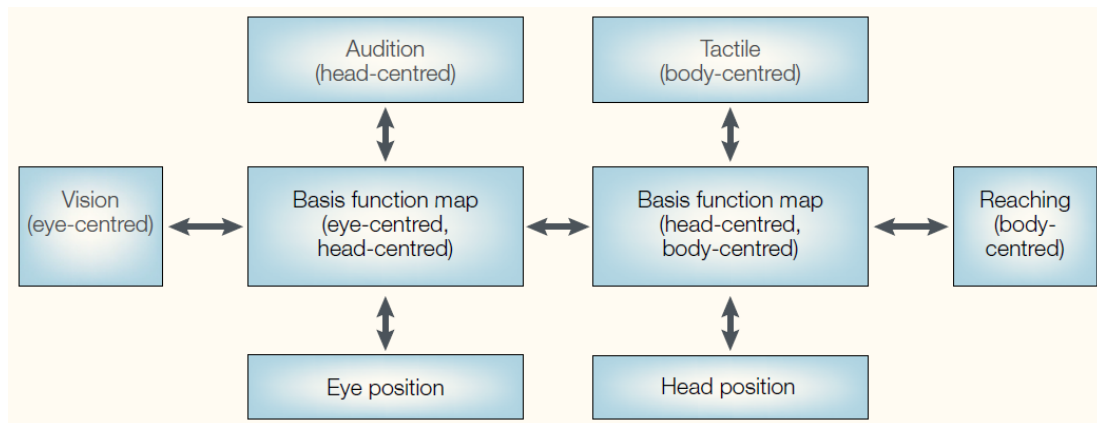 Audition
(head-centred)
Tactile
(body-centred)
Vision
(eye-centred)
Basis function map
(eye-centred,
head-centred)
Basis function map
(head-centred,
body-centred)
Reaching
(body-
centred)
Eye position
Head position